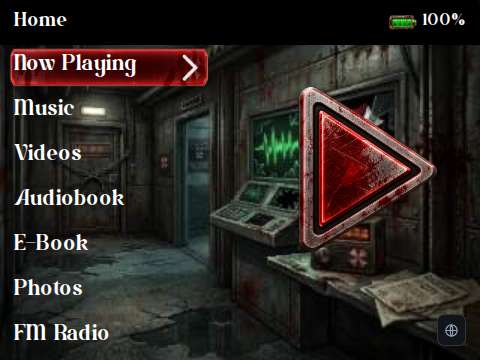 Home
100%
Now Playing
Music
Videos
Audiobook
E-Book
Photos
FM Radio